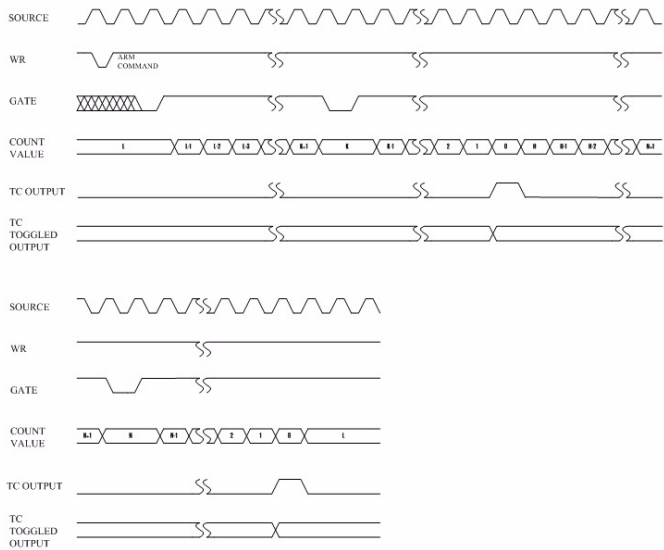 SOURCE
WR
ARM
COMMAND
GATE
COUNT
VALUE
L L-1 L-2 L-3 K+1 K K-1 2 1 0 H H-1 H-2 N+1
TC OUTPUT
TC
TOGGLED
OUTPUT
SOURCE
WR
GATE
COUNT
VALUE
N+1 N N-1 2 1 0 L
TC OUTPUT
TC
TOGGLED
OUTPUT